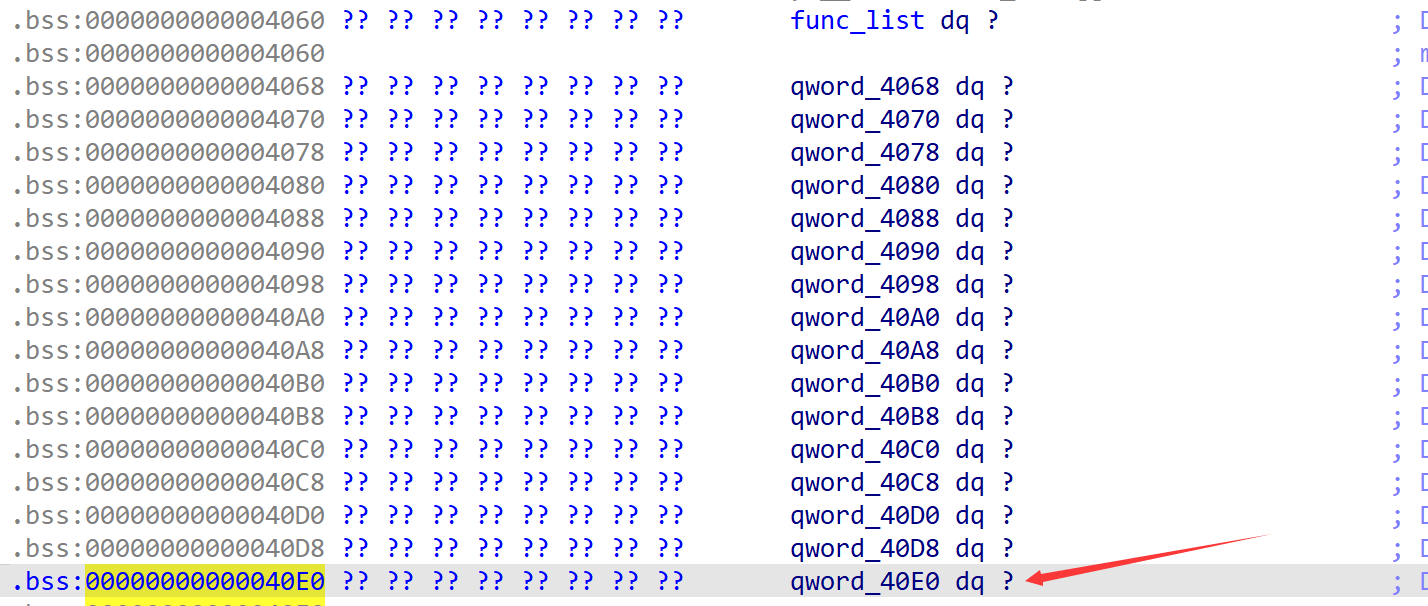 .bss:0000000000004060 ?? ?? ?? ?? ?? ?? ?? ?? func_list dq ? ;
.bss:0000000000004060 ;
.bss:0000000000004068 ?? ?? ?? ?? ?? ?? ?? ?? qword_4068 dq ? ;
.bss:0000000000004070 ?? ?? ?? ?? ?? ?? ?? ?? qword_4070 dq ? ;
.bss:0000000000004078 ?? ?? ?? ?? ?? ?? ?? ?? qword_4078 dq ? ;
.bss:0000000000004080 ?? ?? ?? ?? ?? ?? ?? ?? qword_4080 dq ? ;
.bss:0000000000004088 ?? ?? ?? ?? ?? ?? ?? ?? qword_4088 dq ? ;
.bss:0000000000004090 ?? ?? ?? ?? ?? ?? ?? ?? qword_4090 dq ? ;
.bss:0000000000004098 ?? ?? ?? ?? ?? ?? ?? ?? qword_4098 dq ? ;
.bss:00000000000040A0 ?? ?? ?? ?? ?? ?? ?? ?? qword_40A0 dq ? ;
.bss:00000000000040A8 ?? ?? ?? ?? ?? ?? ?? ?? qword_40A8 dq ? ;
.bss:00000000000040B0 ?? ?? ?? ?? ?? ?? ?? ?? qword_40B0 dq ? ;
.bss:00000000000040B8 ?? ?? ?? ?? ?? ?? ?? ?? qword_40B8 dq ? ;
.bss:00000000000040C0 ?? ?? ?? ?? ?? ?? ?? ?? qword_40C0 dq ? ;
.bss:00000000000040C8 ?? ?? ?? ?? ?? ?? ?? ?? qword_40C8 dq ? ;
.bss:00000000000040D0 ?? ?? ?? ?? ?? ?? ?? ?? qword_40D0 dq ? ;
.bss:00000000000040D8 ?? ?? ?? ?? ?? ?? ?? ?? qword_40D8 dq ? ;
.bss:00000000000040E0 ?? ?? ?? ?? ?? ?? ?? ?? qword_40E0 dq ? ;